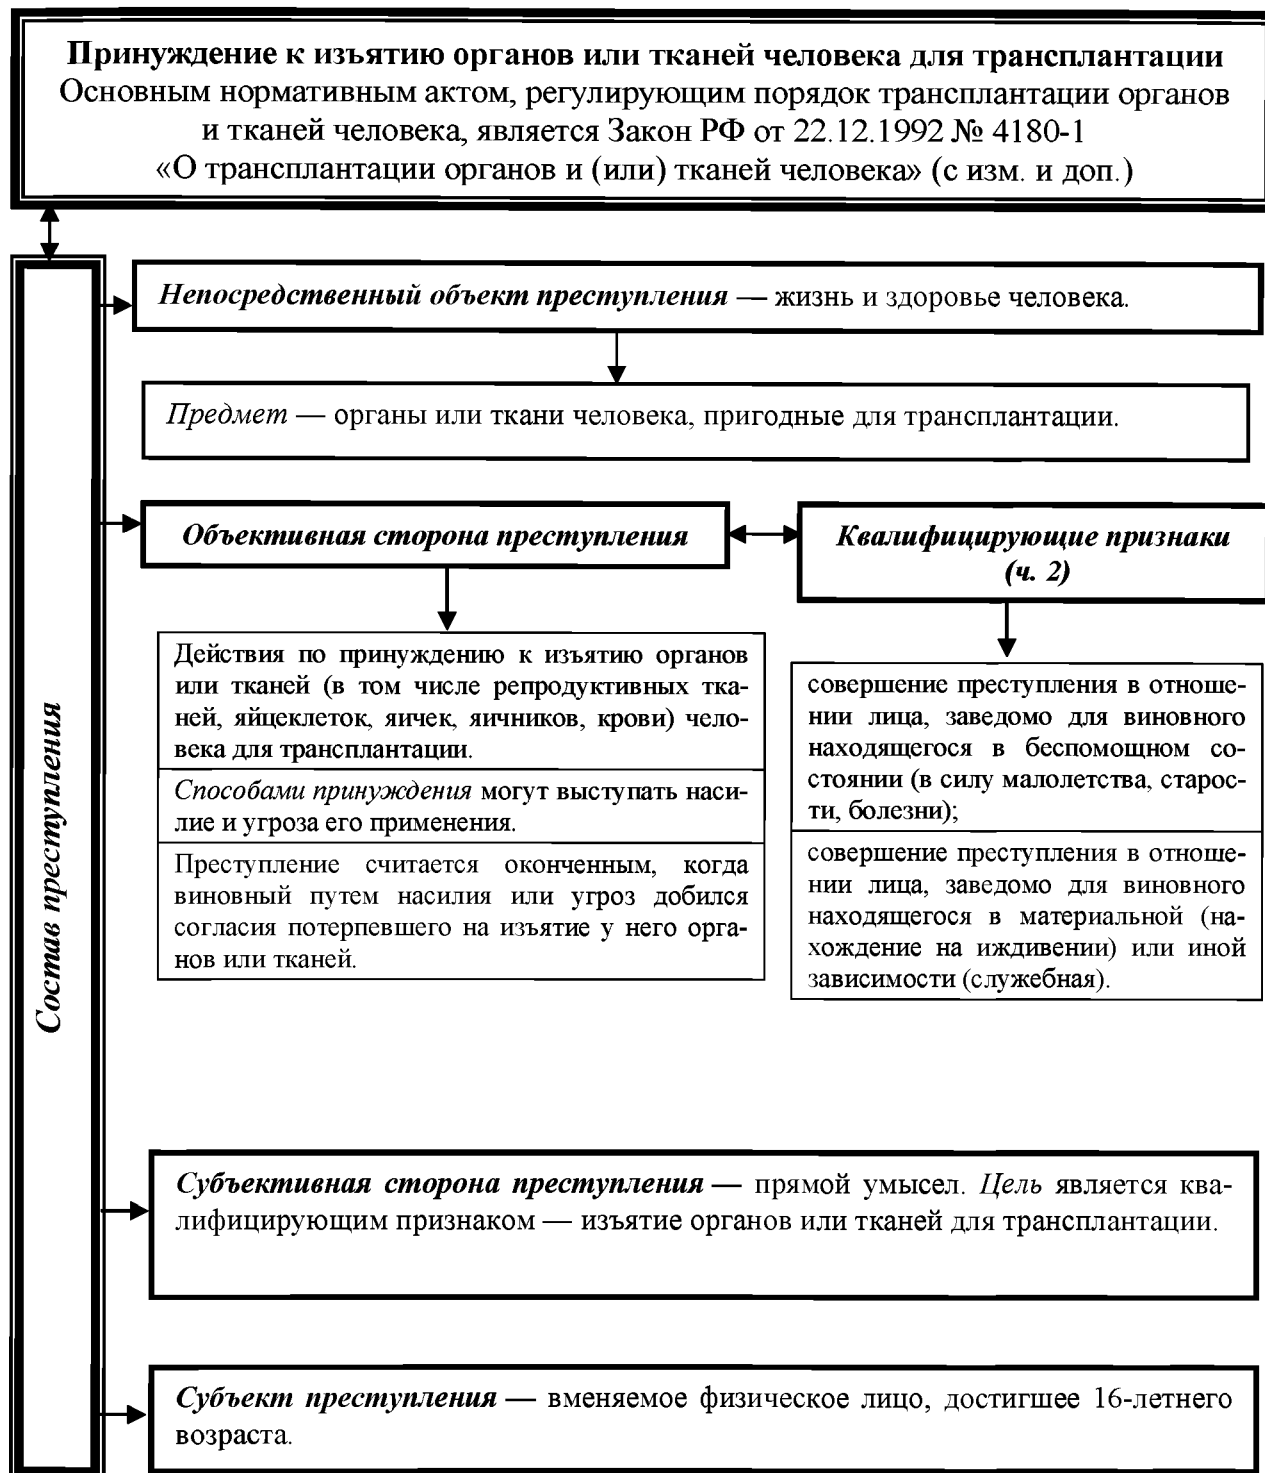 Принуждение к изъятию органов или тканей человека для трансплантации
Основным нормативным актом, регулирующим порядок трансплантации органов
и тканей человека, является Закон РФ от 22.12.1992 № 4180-1
«О трансплантации органов и (или) тканей человека» (с изм. и доп.)
Состав преступления
Непосредственный объект преступления — жизнь и здоровье человека.
Предмет — органы или ткани человека, пригодные для трансплантации.
Объективная сторона преступления
Действия по принуждению к изъятию органов
или тканей (в том числе репродуктивных тка-
ней, яйцеклеток, яичек, яичников, крови) чело-
века для трансплантации.
Способами принуждения могут выступать наси-
лие и угроза его применения.
Преступление считается оконченным, когда
виновный путем насилия или угроз добился
согласия потерпевшего на изъятие у него орга-
нов или тканей.
Квалифицирующие признаки
(ч. 2)
совершение преступления в отноше-
нии лица, заведомо для виновного
находящегося в беспомощном со-
стоянии (в силу малолетства, старос-
ти, болезни);
совершение преступления в отноше-
нии лица, заведомо для виновного
находящегося в материальной (на-
хождение на иждивении) или иной
зависимости (служебная).
Субъективная сторона преступления — прямой умысел. Цель является ква-
лифицирующим признаком — изъятие органов или тканей для трансплантации.
Субъект преступления — вменяемое физическое лицо, достигшее 16-летнего
возраста.